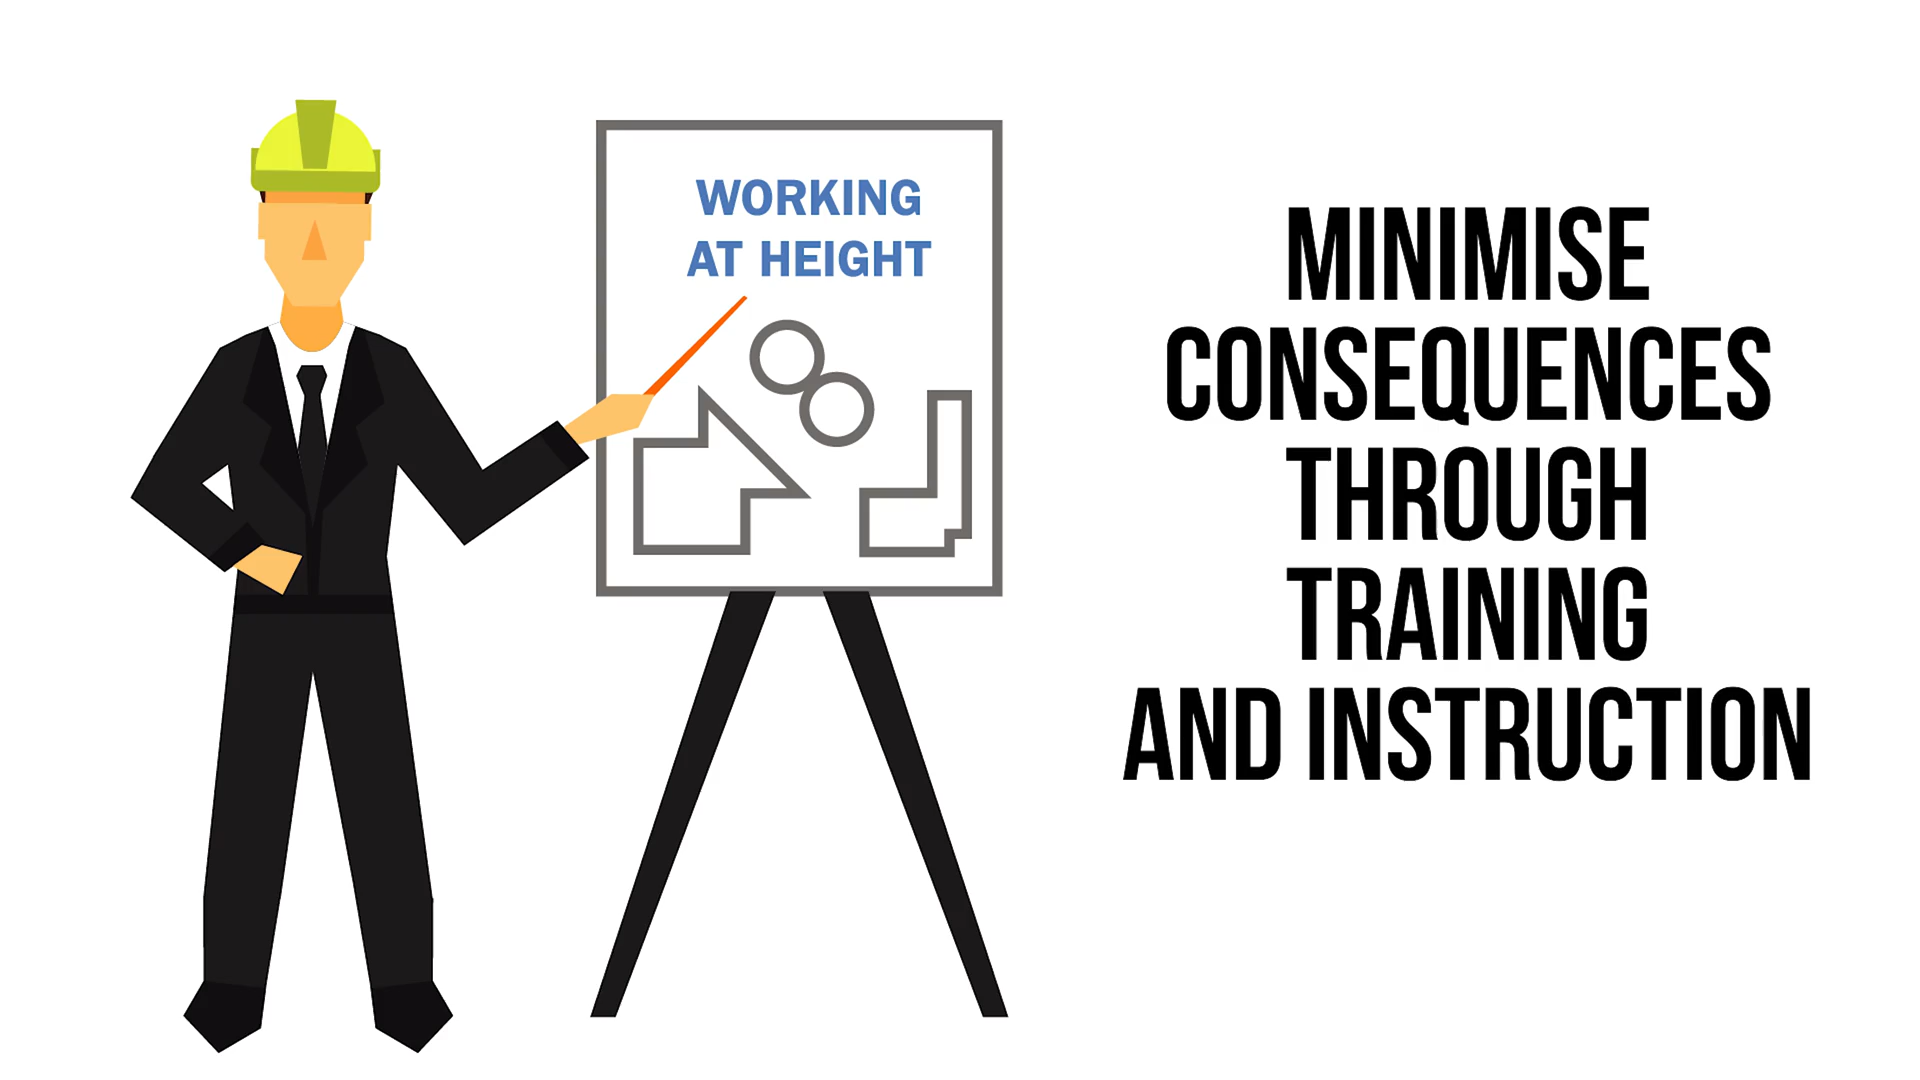 WORKING
AT HEIGHT
MINIMISE
CONSEQUENCES
THROUGH
TRAINING
AND INSTRUCTION